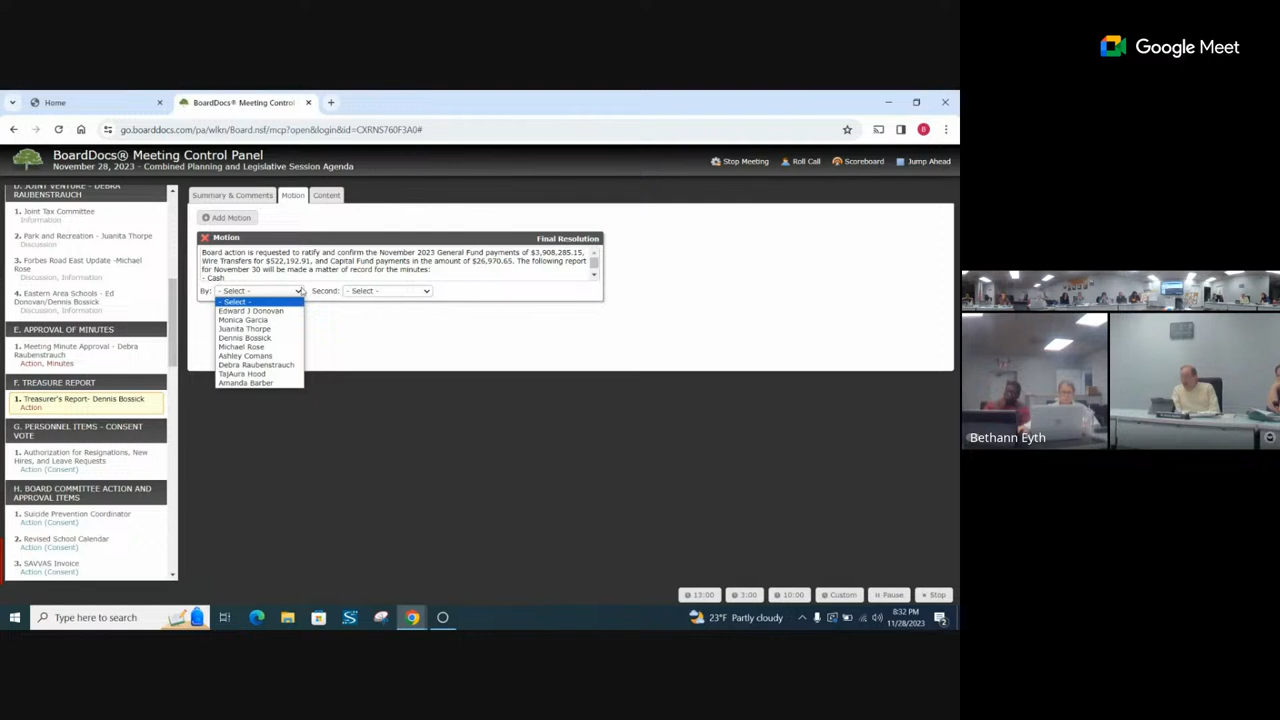 Google Meet
Home
BoardDocs® Meeting Control
go.boarddocs.com/pa/wlkn/Board.nsf/mcp?open&login&id=CXRNS760F3A0#
B
BoardDocs® Meeting Control Panel
November 28, 2023 - Combined Planning and Legislative Session Agenda
Stop Meeting
Roll Call
Scoreboard
Jump Ahead
D. JOINT VENTURE - DEBRA
RAUBENSTRAUCH
1. Joint Tax Committee
Information
2. Park and Recreation - Juanita Thorpe
Discussion
3. Forbes Road East Update -Michael
Rose
Discussion
4. Eastern Area Schools - Ed
Donovan/Dennis Bossick
Discussion
E. APPROVAL OF MINUTES
1. Meeting Minute Approval - Debra
Raubenstrauch
Action, Minutes
F. TREASURE REPORT
1. Treasurer's Report- Dennis Bossick
Action
G. PERSONNEL ITEMS - CONSENT
VOTE
1. Authorization for Resignations, New
Hires, and Leave Requests
Action (Consent)
H. BOARD COMMITTEE ACTION AND
APPROVAL ITEMS
1. Suicide Prevention Coordinator
Action (Consent)
2. Revised School Calendar
Action (Consent)
3. SAVVAS Invoice
Action (Consent)
Summary & Comments
Motion
Content
Add Motion
Motion
Final Resolution
Board action is requested to ratify and confirm the November 2023 General Fund payments of $3,908,285.15,
Wire Transfers for $522,192.91, and Capital Fund payments in the amount of $26,970.65. The following report
for November 30 will be made a matter of record for the minutes:
- Cash
By: - Select -
Second: - Select -
- Select -
Edward J Donovan
Monica Garcia
Juanita Thorpe
Dennis Bossick
Michael Rose
Ashley Comans
Debra Raubenstrauch
TajAura Hood
Amanda Barber
13:00
3:00
10:00
Custom
Pause
Stop
Type here to search
23°F Partly cloudy
8:32 PM
11/28/2023
2
Bethann Eyth